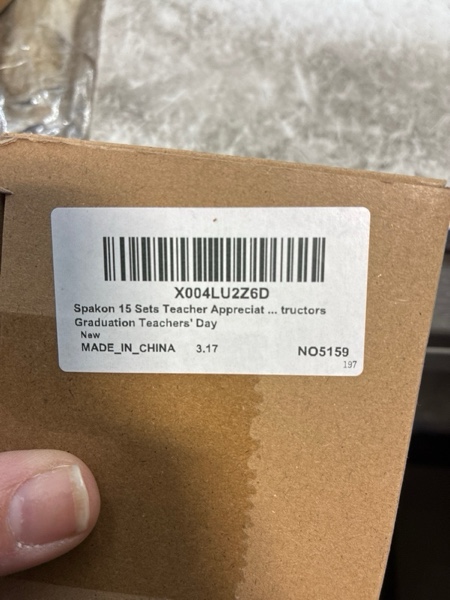 X004LU2Z6D
Spakon 15 Sets Teacher Appreciat ... tructors
Graduation Teachers' Day
New
MADE_IN_CHINA 3.17 NO5159
197